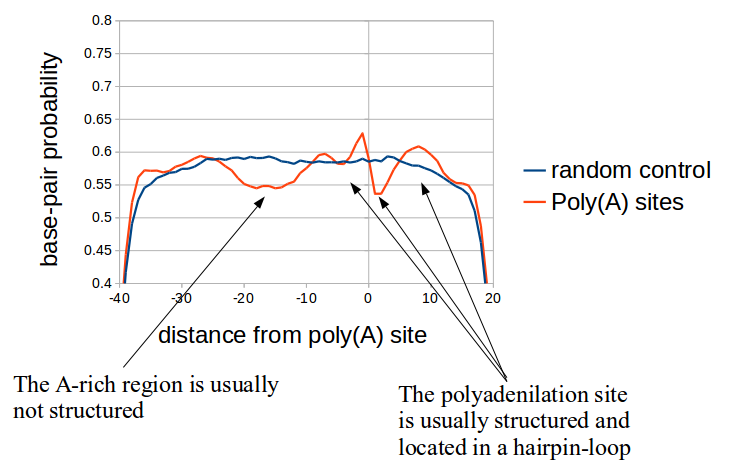 0.8
0.75
0.7
0.65
0.6
0.55
0.5
0.45
0.4
base-pair probability
-40 -30 -20 -10 0 10 20
distance from poly(A) site
random control
Poly(A) sites
The A-rich region is usually
not structured
The polyadenilation site
is usually structured and
located in a hairpin-loop